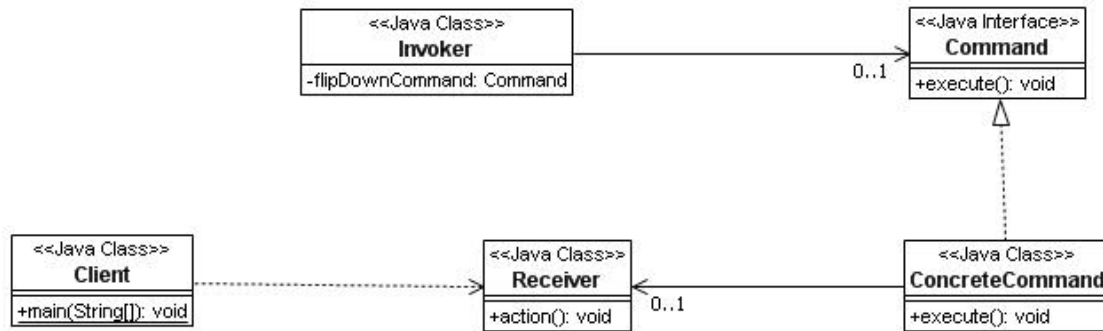 <<Java Class>>
Invoker
-flipDownCommand: Command
<<Java Interface>>
Command
+execute(): void
0..1
<<Java Class>>
Client
+main(String[]): void
<<Java Class>>
Receiver
+action(): void
0..1
<<Java Class>>
ConcreteCommand
+execute(): void